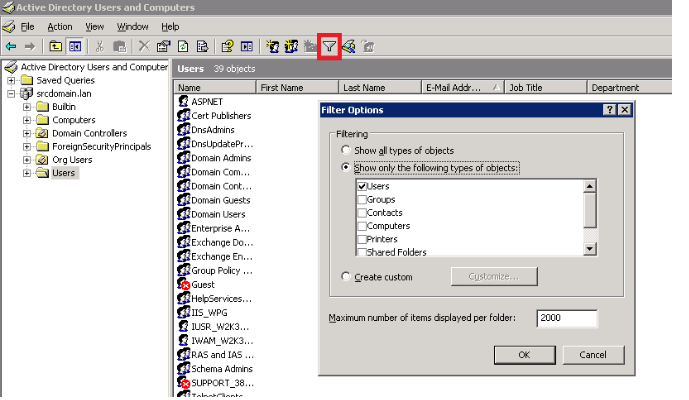 Active Directory Users and Computers
File Action View Window Help
Active Directory Users and Computer
Saved Queries
srcdomain.lan
Builtin
Computers
Domain Controllers
ForeignSecurityPrincipals
Org Users
Users
Users 39 objects
Name First Name Last Name E-Mail Addr... Job Title Department
ASPNET
Cert Publishers
DnsAdmins
DnsUpdatePr...
Domain Admins
Domain Com...
Domain Cont...
Domain Guests
Domain Users
Enterprise A...
Exchange Do...
Exchange En...
Group Policy ...
Guest
HelpServices...
IIS_WPG
IUSR_W2K3...
IWAM_W2K3...
RAS and IAS ...
Schema Admins
SUPPORT_38...
TelnetClients
Filter Options
Filtering
Show all types of objects
Show only the following types of objects:
Users
Groups
Contacts
Computers
Printers
Shared Folders
Create custom
Customize...
Maximum number of items displayed per folder: 2000
OK Cancel